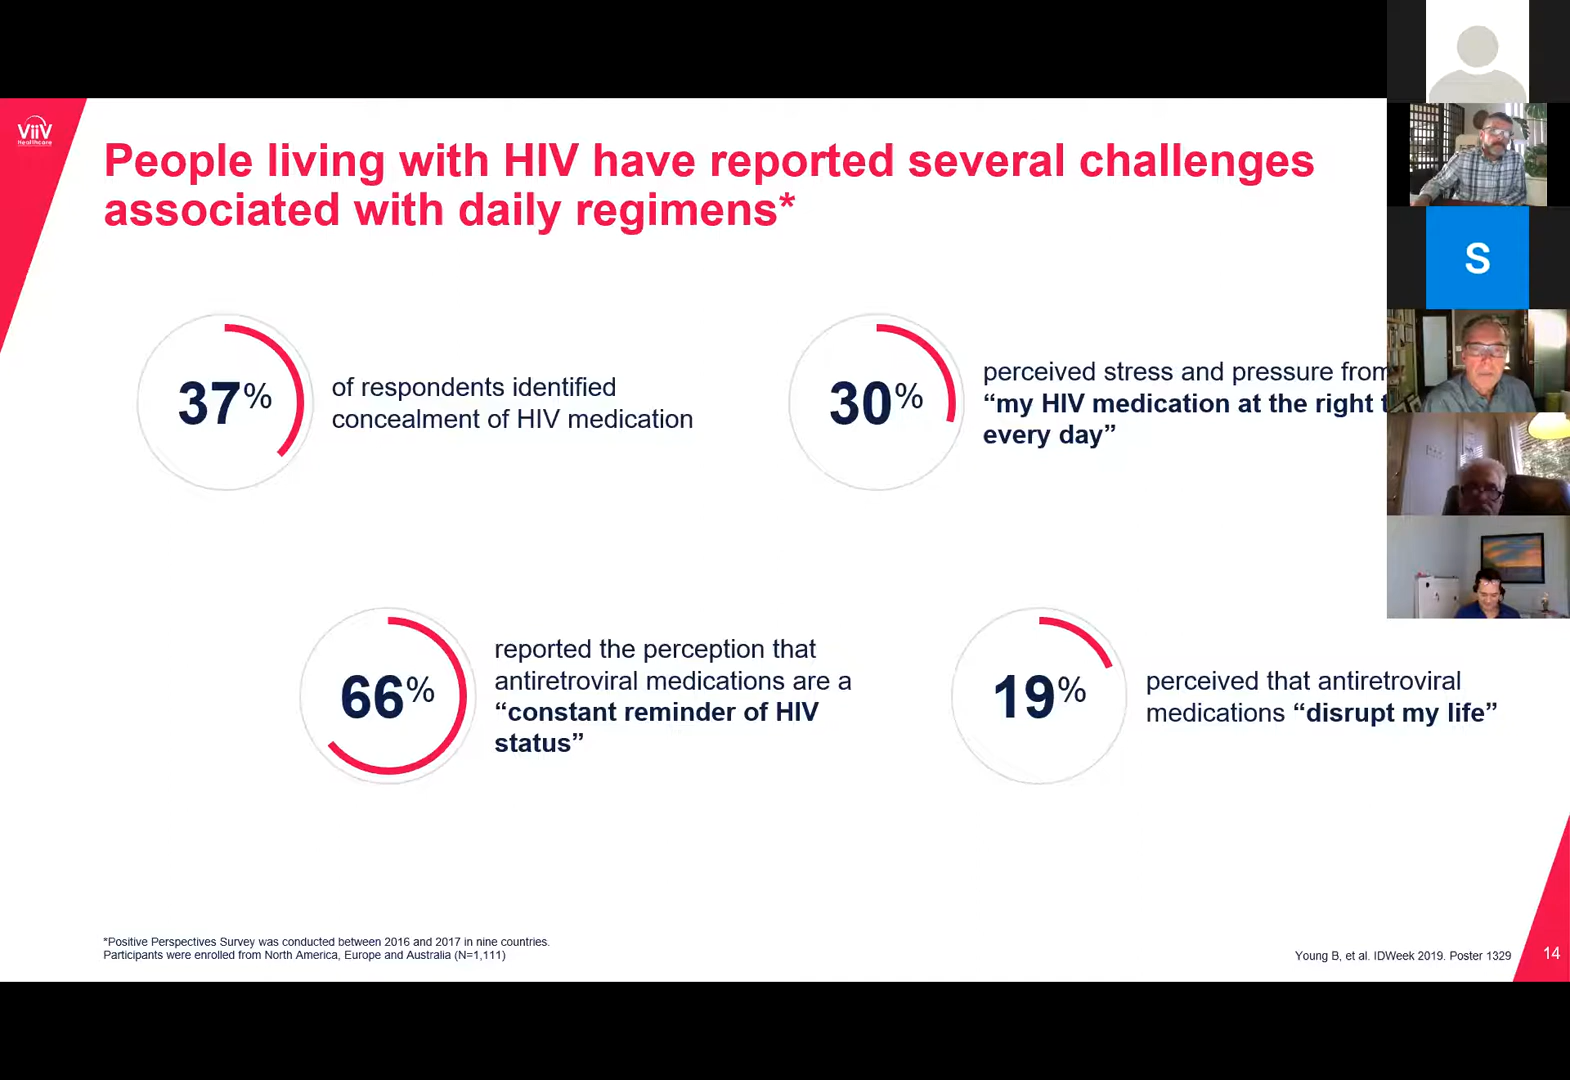 ViiV
Healthcare
People living with HIV have reported several challenges
associated with daily regimens*
37%
of respondents identified
concealment of HIV medication
30%
perceived stress and pressure from
“my HIV medication at the right
every day”
66%
reported the perception that
antiretroviral medications are a
“constant reminder of HIV
status”
19%
perceived that antiretroviral
medications “disrupt my life”
*Positive Perspectives Survey was conducted between 2016 and 2017 in nine countries.
Participants were enrolled from North America, Europe and Australia (N=1,111)
Young B, et al. IDWeek 2019. Poster 1329
14
S